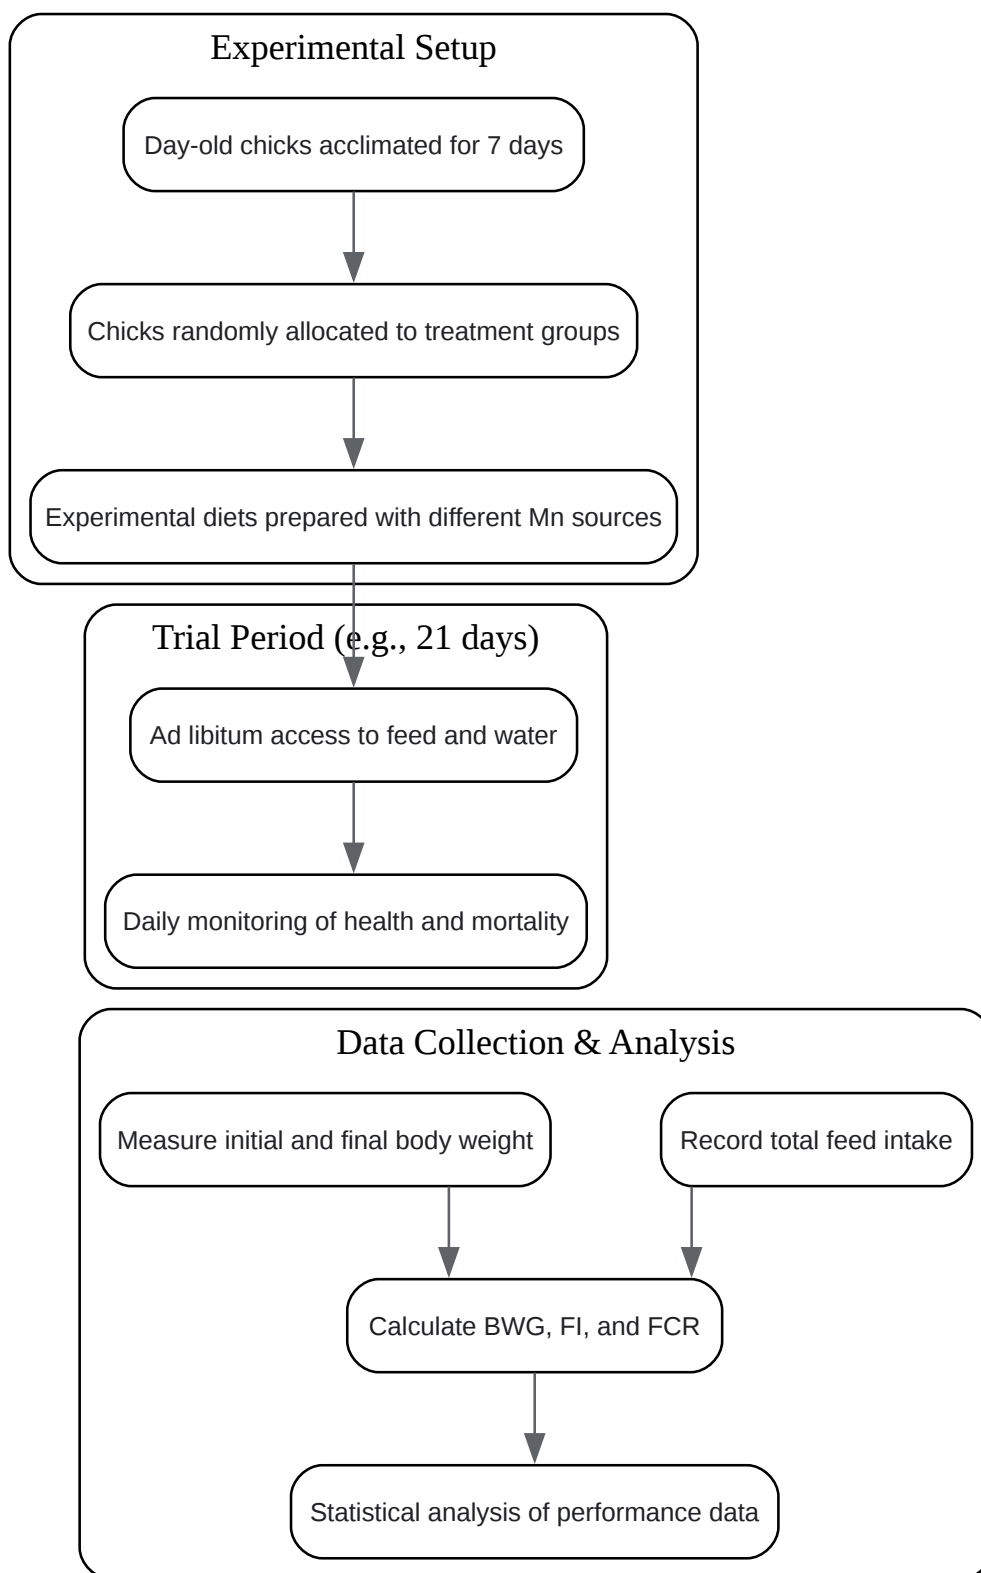 Experimental Setup
Day-old chicks acclimated for 7 days
Chicks randomly allocated to treatment groups
Experimental diets prepared with different Mn sources
Trial Period (e.g., 21 days)
Ad libitum access to feed and water
Daily monitoring of health and mortality
Data Collection & Analysis
Measure initial and final body weight
Record total feed intake
Calculate BWG, FI, and FCR
Statistical analysis of performance data